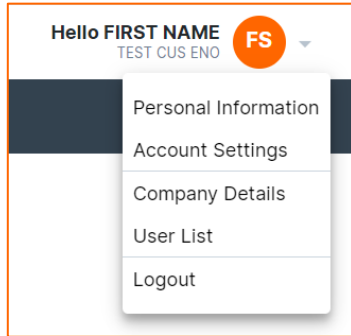 Hello FIRST NAME
TEST CUS ENO
FS
Personal Information
Account Settings
Company Details
User List
Logout